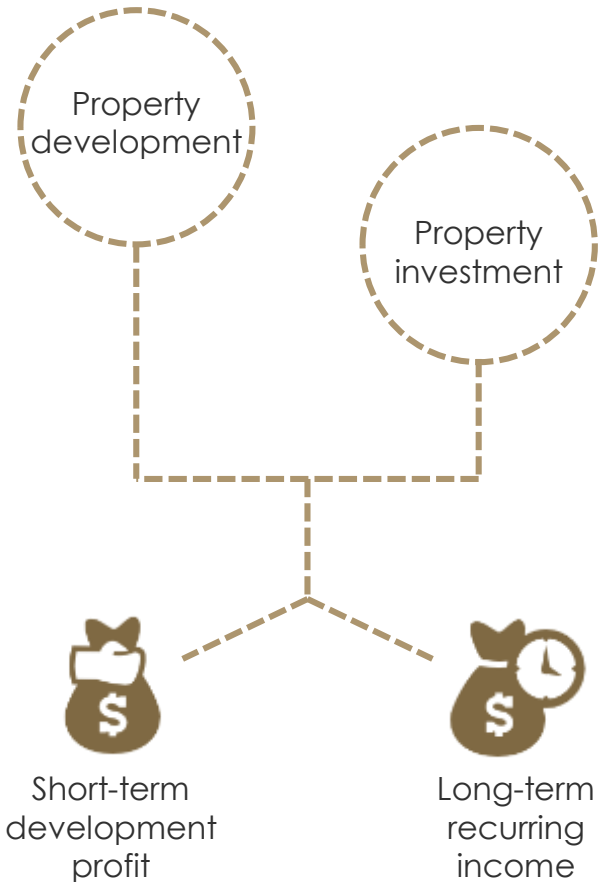 Property
development
Property
investment
$
$
Short-term
development
profit
Long-term
recurring
income